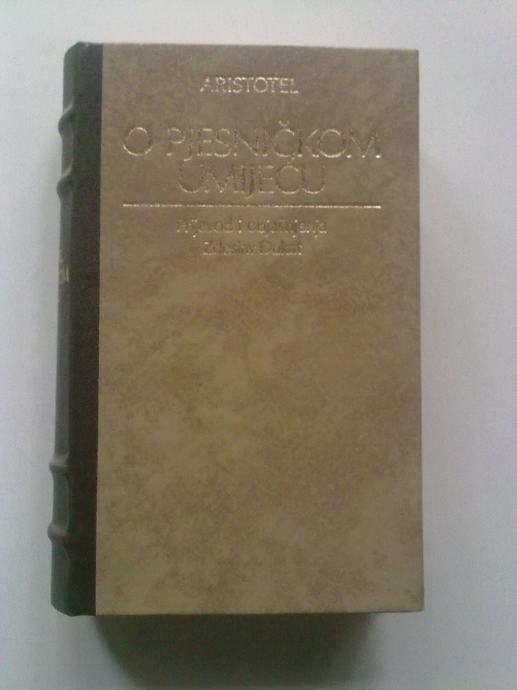 ARISTOTEL
O PJESNIČKOM
UMIJEĆU
Prijevod i objašnjenja
Zdeslav Dukat